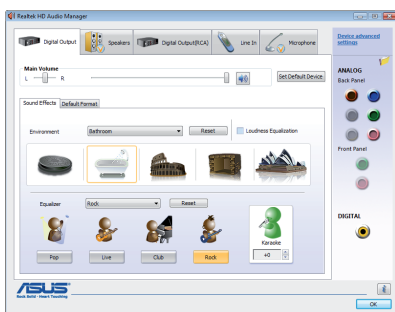 Realtek HD Audio Manager
Digital Output
Speakers
Digital Output(RCA)
Line In
Microphone
Device advanced
settings
Main Volume
L
R
Set Default Device
ANALOG
Back Panel
Sound Effects
Default Format
Environment
Bathroom
Reset
Loudness Equalization
Front Panel
Equalizer
Rock
Reset
Pop
Live
Club
Rock
Karaoke
+0
DIGITAL
ASUS
Rock Solid · Heart Touching
OK